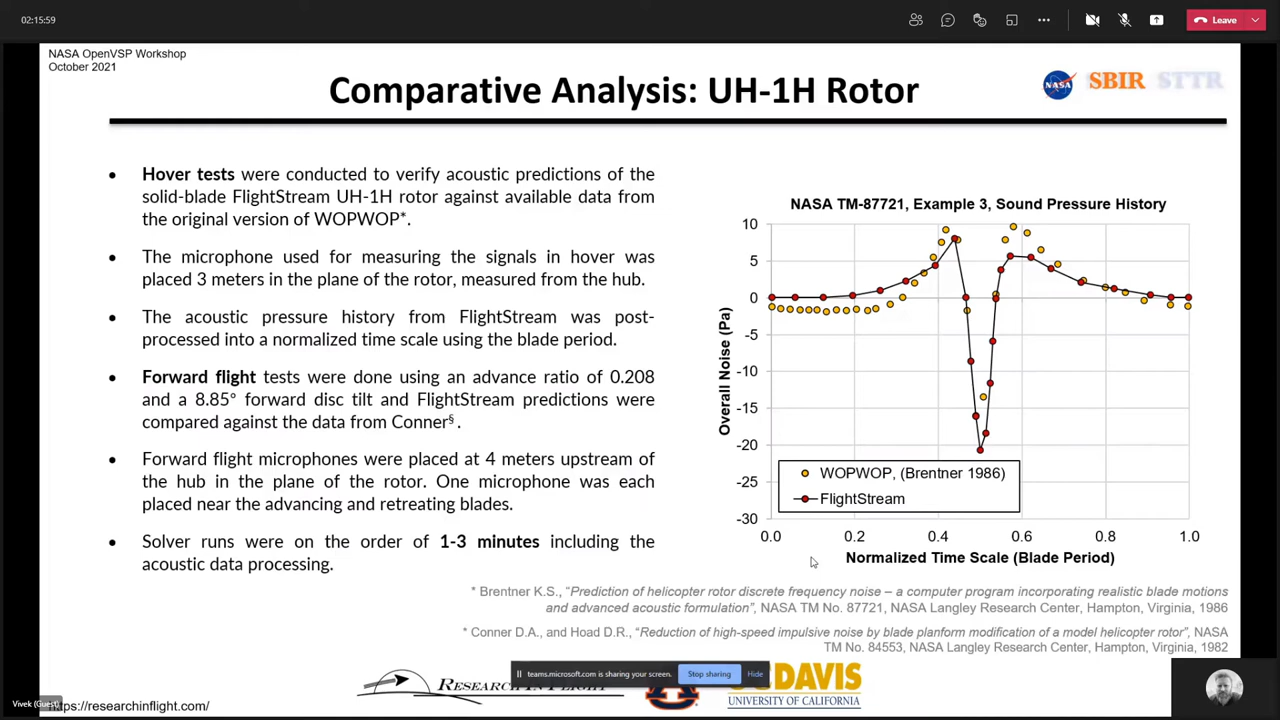 02:15:59
Leave
NASA OpenVSP Workshop
October 2021
Comparative Analysis: UH-1H Rotor
NASA
SBIR STTR
• Hover tests were conducted to verify acoustic predictions of the
solid-blade FlightStream UH-1H rotor against available data from
the original version of WOPWOP*.
• The microphone used for measuring the signals in hover was
placed 3 meters in the plane of the rotor, measured from the hub.
• The acoustic pressure history from FlightStream was post-
processed into a normalized time scale using the blade period.
• Forward flight tests were done using an advance ratio of 0.208
and a 8.85° forward disc tilt and FlightStream predictions were
compared against the data from Conner§ .
• Forward flight microphones were placed at 4 meters upstream of
the hub in the plane of the rotor. One microphone was each
placed near the advancing and retreating blades.
• Solver runs were on the order of 1-3 minutes including the
acoustic data processing.
NASA TM-87721, Example 3, Sound Pressure History
10
5
0
-5
-10
-15
-20
-25
-30
Overall Noise (Pa)
WOPWOP, (Brentner 1986)
FlightStream
0.0 0.2 0.4 0.6 0.8 1.0
Normalized Time Scale (Blade Period)
* Brentner K.S., “Prediction of helicopter rotor discrete frequency noise – a computer program incorporating realistic blade motions
and advanced acoustic formulation”, NASA TM No. 87721, NASA Langley Research Center, Hampton, Virginia, 1986
* Conner D.A., and Hoad D.R., “Reduction of high-speed impulsive noise by blade planform modification of a model helicopter rotor”, NASA
TM No. 84553, NASA Langley Research Center, Hampton, Virginia, 1982
teams.microsoft.com is sharing your screen.
Stop sharing
Hide
RESEARCH IN FLIGHT
DAVIS
UNIVERSITY OF CALIFORNIA
Vivek (Guest)
https://researchinflight.com/